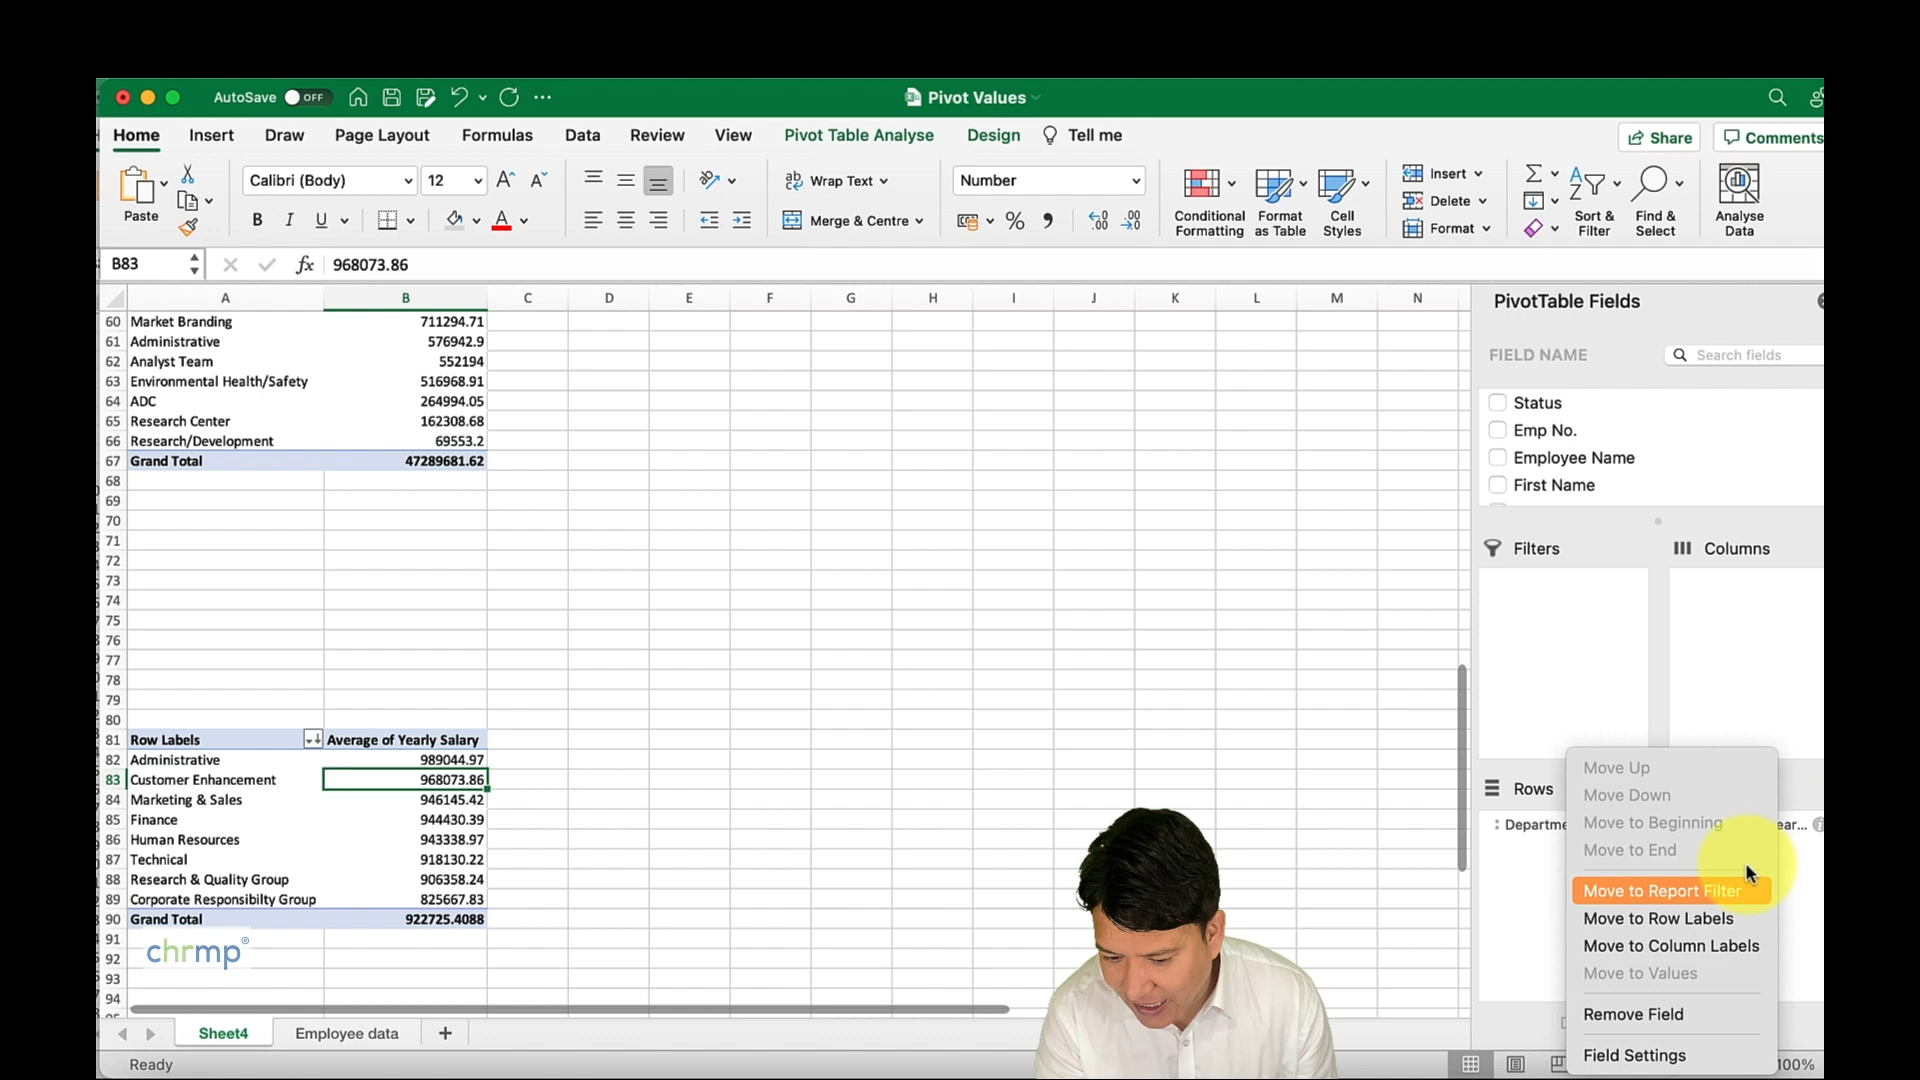 AutoSave OFF
Pivot Values
Home Insert Draw Page Layout Formulas Data Review View Pivot Table Analyse Design Tell me Share Comments
Paste
Calibri (Body) 12
B I U
Wrap Text
Merge & Centre
Number
Conditional Formatting
Format as Table
Cell Styles
Insert
Delete
Format
Sort & Filter
Find & Select
Analyse Data
B83 fx 968073.86
A B C D E F G H I J K L M N
60 Market Branding 711294.71
61 Administrative 576942.9
62 Analyst Team 552194
63 Environmental Health/Safety 516968.91
64 ADC 264994.05
65 Research Center 162308.68
66 Research/Development 69553.2
67 Grand Total 47289681.62
68
69
70
71
72
73
74
75
76
77
78
79
80
81 Row Labels Average of Yearly Salary
82 Administrative 989044.97
83 Customer Enhancement 968073.86
84 Marketing & Sales 946145.42
85 Finance 944430.39
86 Human Resources 943338.97
87 Technical 918130.22
88 Research & Quality Group 906358.24
89 Corporate Responsibilty Group 825667.83
90 Grand Total 922725.4088
91
92
93
94
chrmp®
PivotTable Fields
FIELD NAME
Search fields
Status
Emp No.
Employee Name
First Name
Filters
Columns
Rows
Move Up
Move Down
Move to Beginning
Move to End
Move to Report Filter
Move to Row Labels
Move to Column Labels
Move to Values
Remove Field
Field Settings
Sheet4 Employee data
Ready
100%